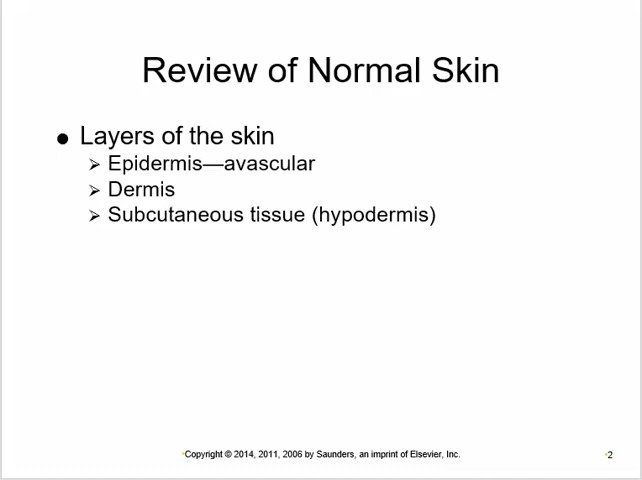 Review of Normal Skin
● Layers of the skin
➢ Epidermis—avascular
➢ Dermis
➢ Subcutaneous tissue (hypodermis)
•Copyright © 2014, 2011, 2006 by Saunders, an imprint of Elsevier, Inc.
•2